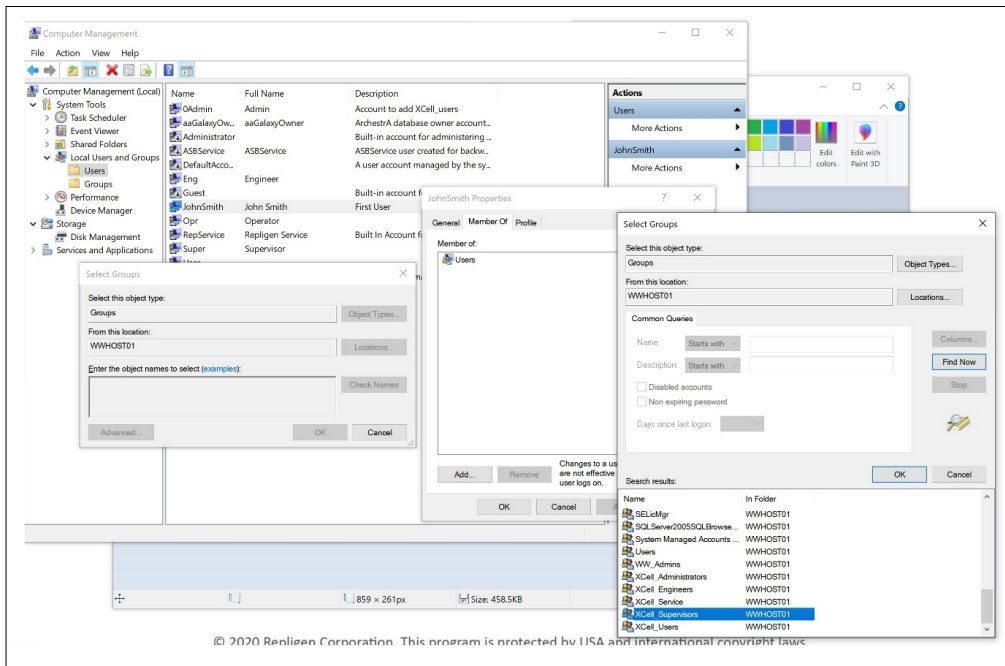 Computer Management
File Action View Help
Computer Management (Local)
System Tools
Task Scheduler
Event Viewer
Shared Folders
Local Users and Groups
Users
Groups
Performance
Device Manager
Storage
Disk Management
Services and Applications
Name Full Name Description
0Admin Admin Account to add XCell_users
aaGalaxyOw... aaGalaxyOwner ArchestrA database owner account...
Administrator Built-in account for administering ...
ASBService ASBService ASBService user created for backw...
DefaultAcco... A user account managed by the sy...
Eng Engineer
Guest Built-in account f
JohnSmith John Smith First User
Opr Operator
RepService Repligen Service Built In Account f
Super Supervisor
Actions
Users
More Actions
JohnSmith
More Actions
Edit colors
Edit with Paint 3D
Select Groups
Select this object type:
Groups
Object Types...
From this location:
WWHOST01
Locations...
Enter the object names to select (examples):
Check Names
Advanced...
OK
Cancel
JohnSmith Properties
?
General Member Of Profile
Member of:
Users
Add...
Remove
Changes to a us
are not effective
user logs on.
OK
Cancel
Select Groups
Select this object type:
Groups
Object Types...
From this location:
WWHOST01
Locations...
Common Queries
Name: Starts with
Description: Starts with
Disabled accounts
Non expiring password
Days since last logon:
Columns...
Find Now
Stop
OK
Cancel
Search results:
Name In Folder
SELicMgr WWHOST01
SQLServer2005SQLBrowse... WWHOST01
System Managed Accounts ... WWHOST01
Users WWHOST01
WW_Admins WWHOST01
XCell_Administrators WWHOST01
XCell_Engineers WWHOST01
XCell_Service WWHOST01
XCell_Supervisors WWHOST01
XCell_Users WWHOST01
859 × 261px
Size: 458.5KB
© 2020 Repligen Corporation. This program is protected by USA and international copyright laws.